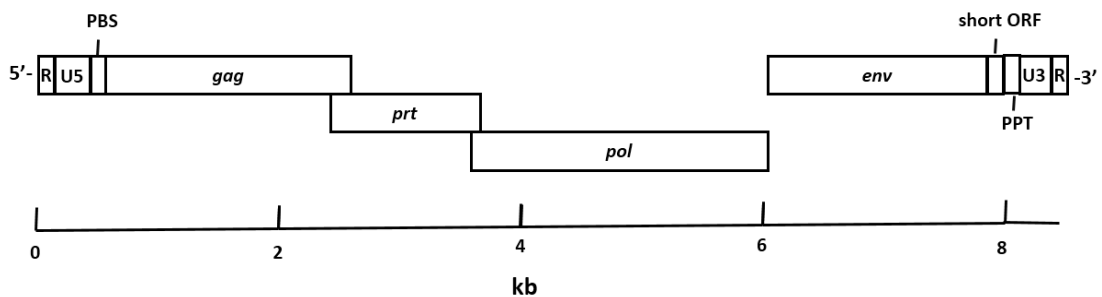 PBS
short ORF
5’-
R
U5
gag
env
U3
R
-3’
prt
PPT
pol
0
2
4
6
8
kb